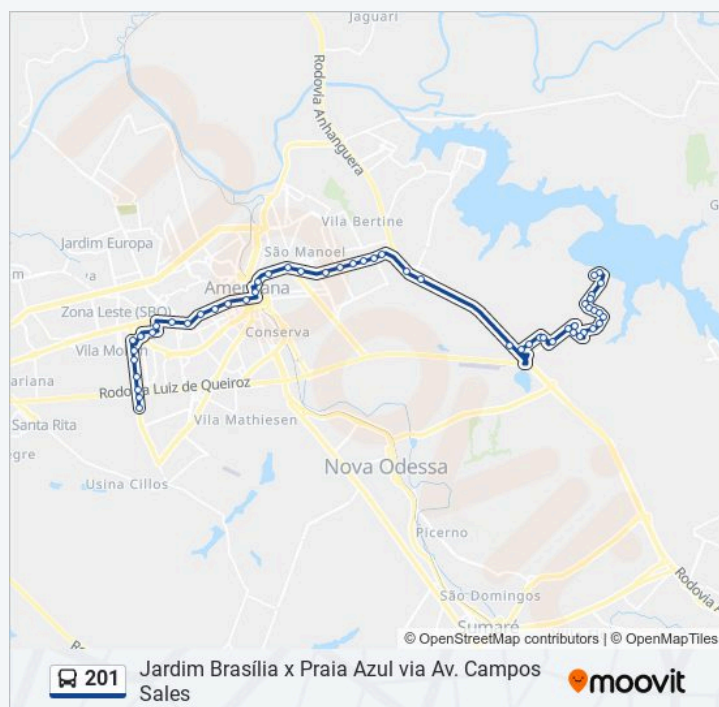 Jaguari
Rodovia Anhanguera
Vila Bertine
Jardim Europa
São Manoel
Americana
Zona Leste (SBO)
Conserva
Vila Mollon
Rodovia Luiz de Queiroz
Santa Rita
Vila Mathiesen
Nova Odessa
Usina Cillos
Picerno
São Domingos
Rodovia A
Sumaré
© OpenStreetMap contributors | © OpenMapTiles
201
Jardim Brasília x Praia Azul via Av. Campos
Sales
moovit